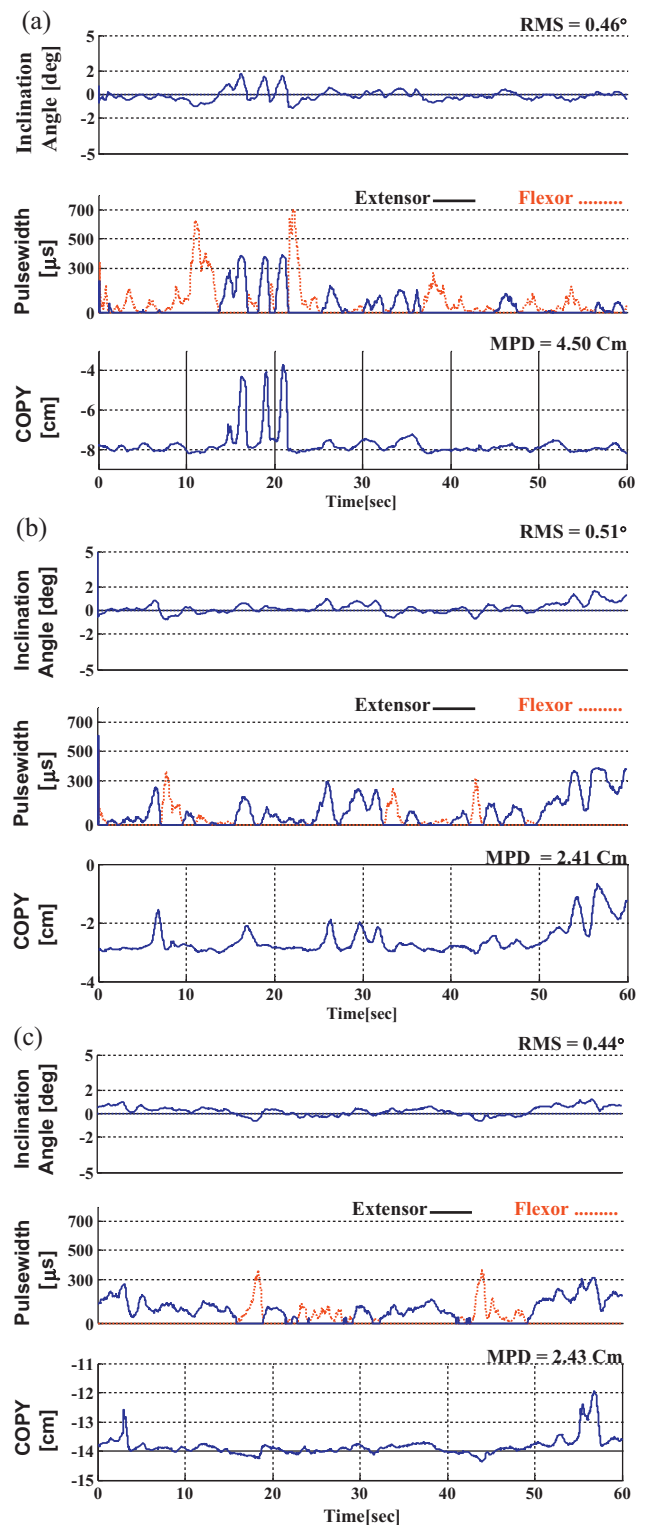 (a)
RMS = 0.46°
Inclination
Angle [deg]
5
2
0
-2
-5
Extensor Flexor
Pulsewidth
[μs]
700
500
300
0
MPD = 4.50 Cm
COPY
[cm]
-4
-6
-8
0 10 20 30 40 50 60
Time[sec]
(b)
RMS = 0.51°
Inclination
Angle [deg]
5
2
0
-2
-5
Extensor Flexor
Pulsewidth
[μs]
700
500
300
0
MPD = 2.41 Cm
COPY
[cm]
0
-2
-4
0 10 20 30 40 50 60
Time[sec]
(c)
RMS = 0.44°
Inclination
Angle [deg]
5
2
0
-2
-5
Extensor Flexor
Pulsewidth
[μs]
700
500
300
0
MPD = 2.43 Cm
COPY
[cm]
-11
-12
-13
-14
-15
0 10 20 30 40 50 60
Time[sec]